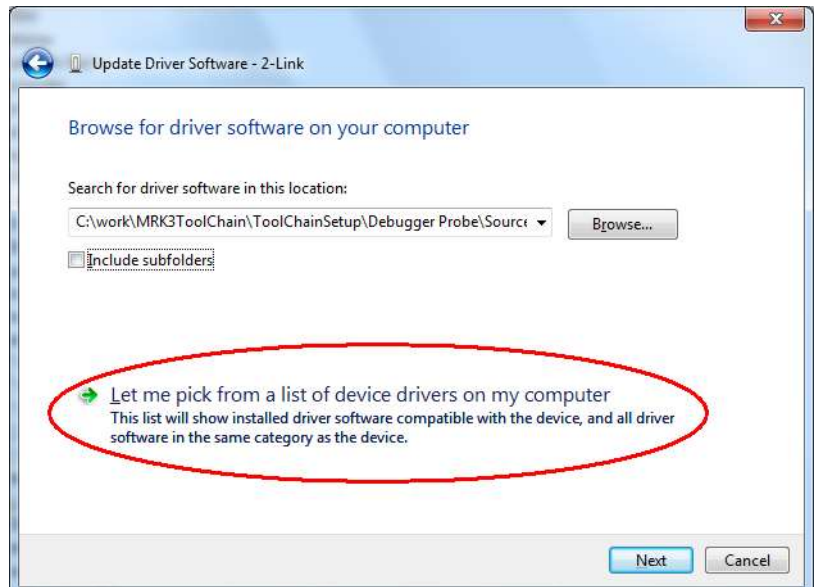 Update Driver Software - 2-Link
Browse for driver software on your computer
Search for driver software in this location:
C:\work\MRK3ToolChain\ToolChainSetup\Debugger Probe\Source
Browse...
Include subfolders
Let me pick from a list of device drivers on my computer
This list will show installed driver software compatible with the device, and all driver
software in the same category as the device.
Next
Cancel